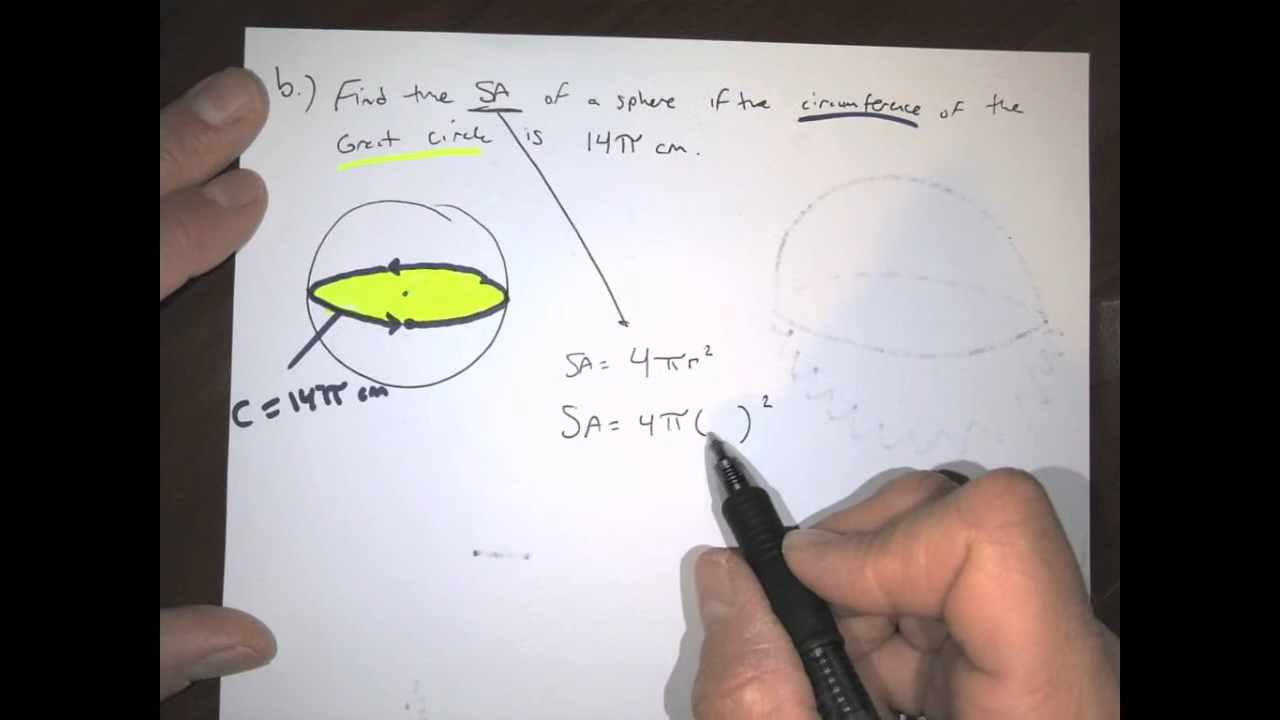 b.) Find the SA of a sphere if the circumference of the
Great circle is 14π cm.
C = 14π cm
SA = 4πr²
SA = 4π( )²